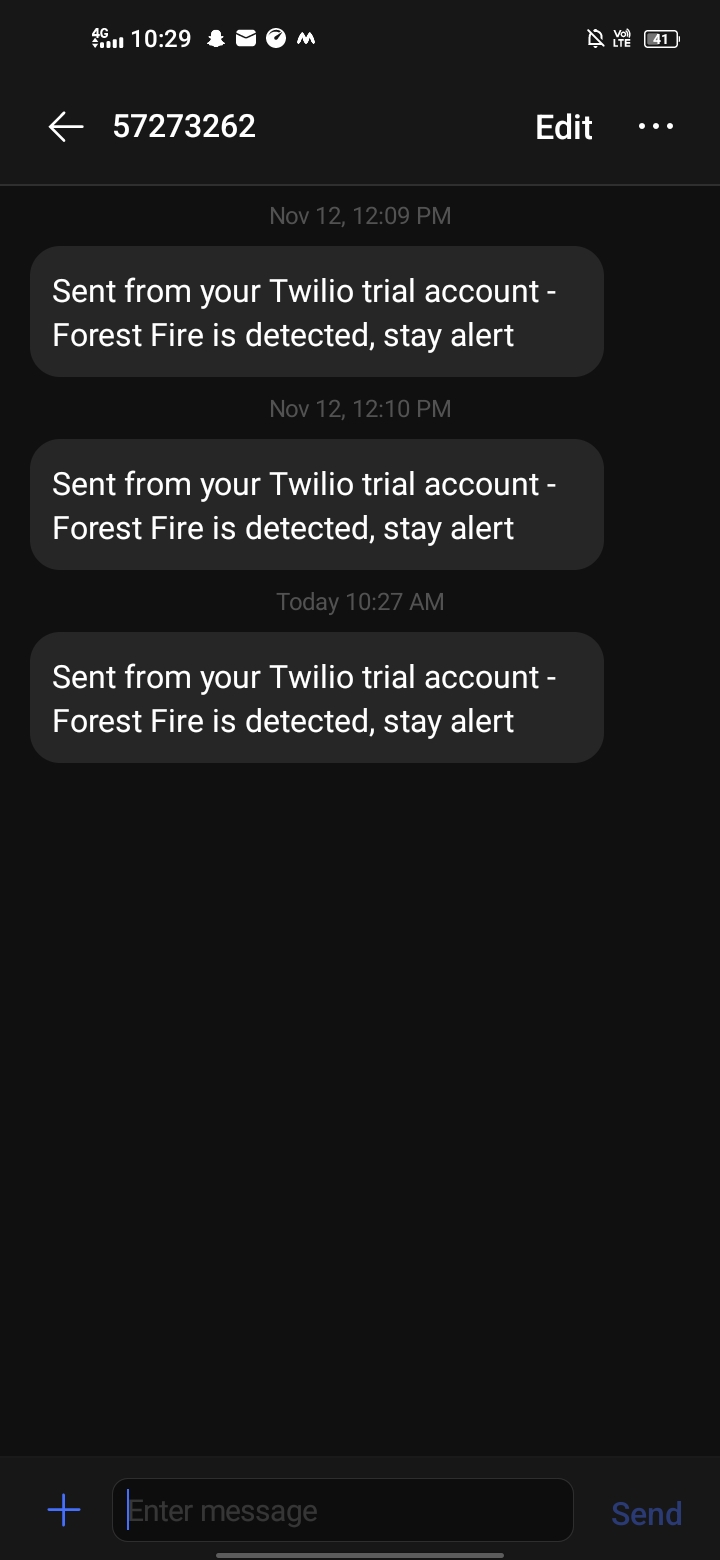 4G 10:29 Vo) LTE 41
57273262 Edit
Nov 12, 12:09 PM
Sent from your Twilio trial account -
Forest Fire is detected, stay alert
Nov 12, 12:10 PM
Sent from your Twilio trial account -
Forest Fire is detected, stay alert
Today 10:27 AM
Sent from your Twilio trial account -
Forest Fire is detected, stay alert
Enter message Send